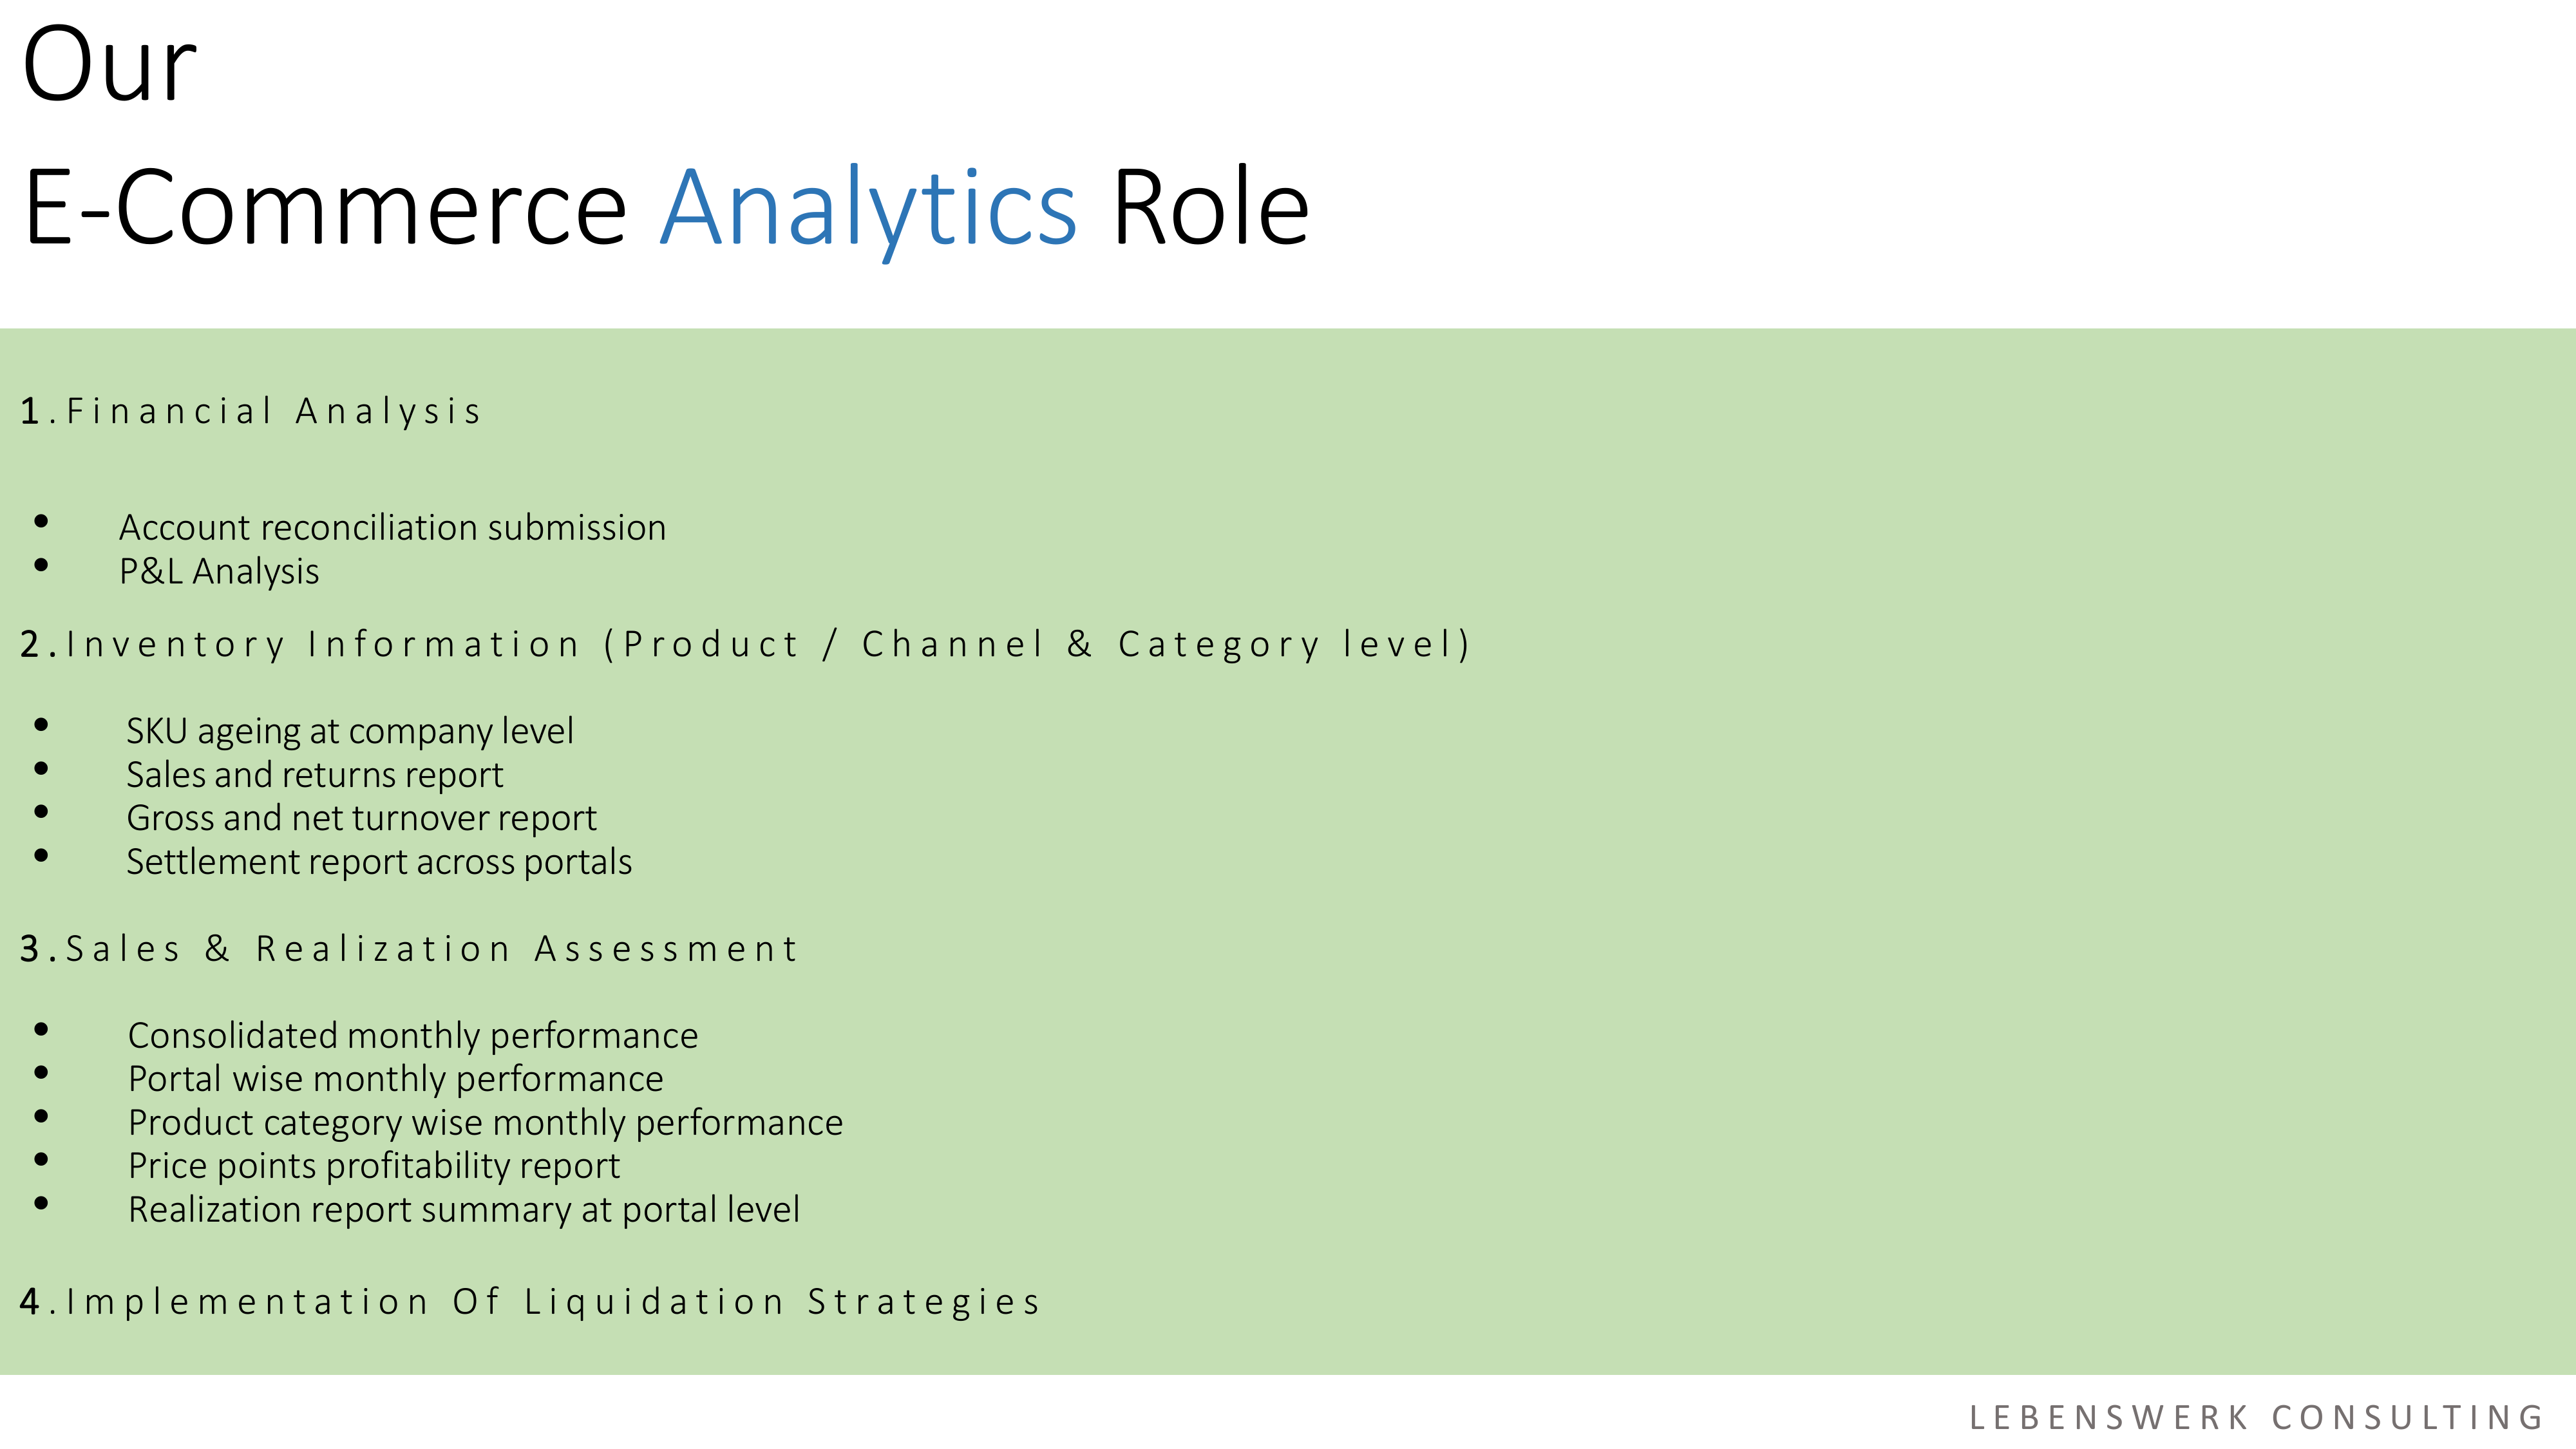 Our
E-Commerce Analytics Role
1.Financial Analysis
• Account reconciliation submission
• P&L Analysis
2.Inventory Information (Product / Channel & Category level)
• SKU ageing at company level
• Sales and returns report
• Gross and net turnover report
• Settlement report across portals
3.Sales & Realization Assessment
• Consolidated monthly performance
• Portal wise monthly performance
• Product category wise monthly performance
• Price points profitability report
• Realization report summary at portal level
4.Implementation Of Liquidation Strategies
LEBENSWERK CONSULTING